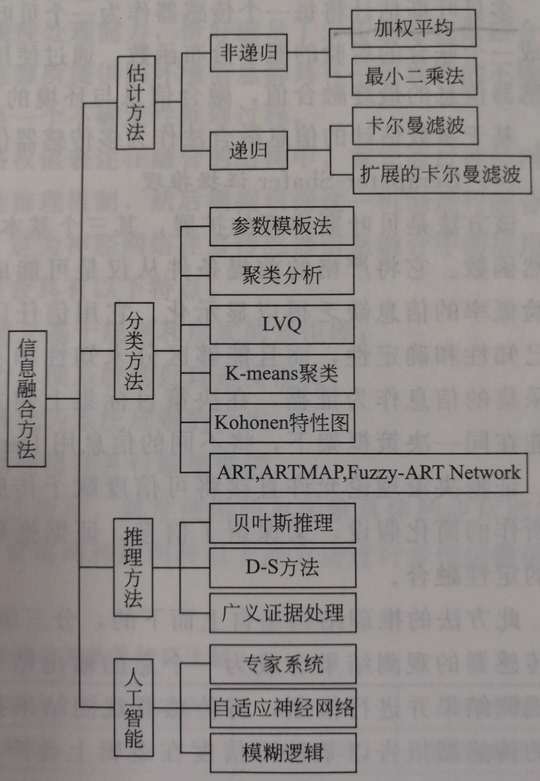 信息融合方法
估计方法
非递归
加权平均
最小二乘法
递归
卡尔曼滤波
扩展的卡尔曼滤波
分类方法
参数模板法
聚类分析
LVQ
K-means聚类
Kohonen特性图
ART,ARTMAP,Fuzzy-ART Network
推理方法
贝叶斯推理
D-S方法
广义证据处理
人工智能
专家系统
自适应神经网络
模糊逻辑